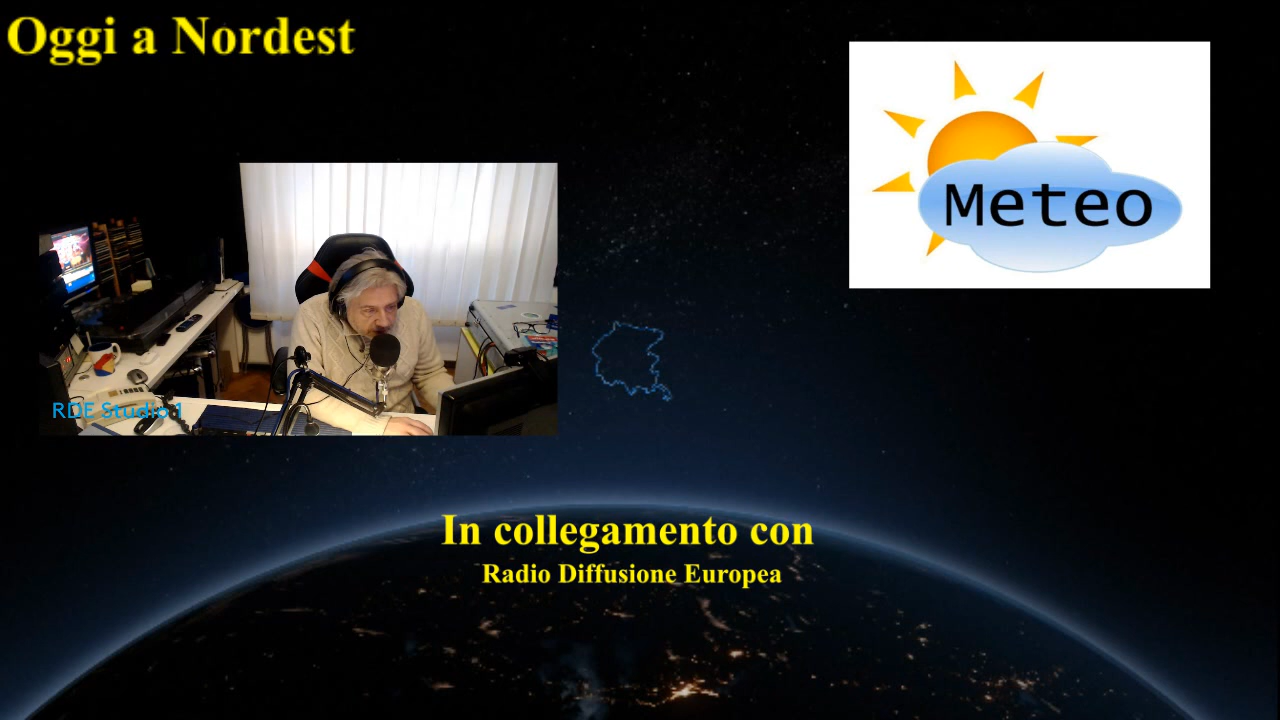 Oggi a Nordest
Meteo
RDE Studio 1
In collegamento con
Radio Diffusione Europea